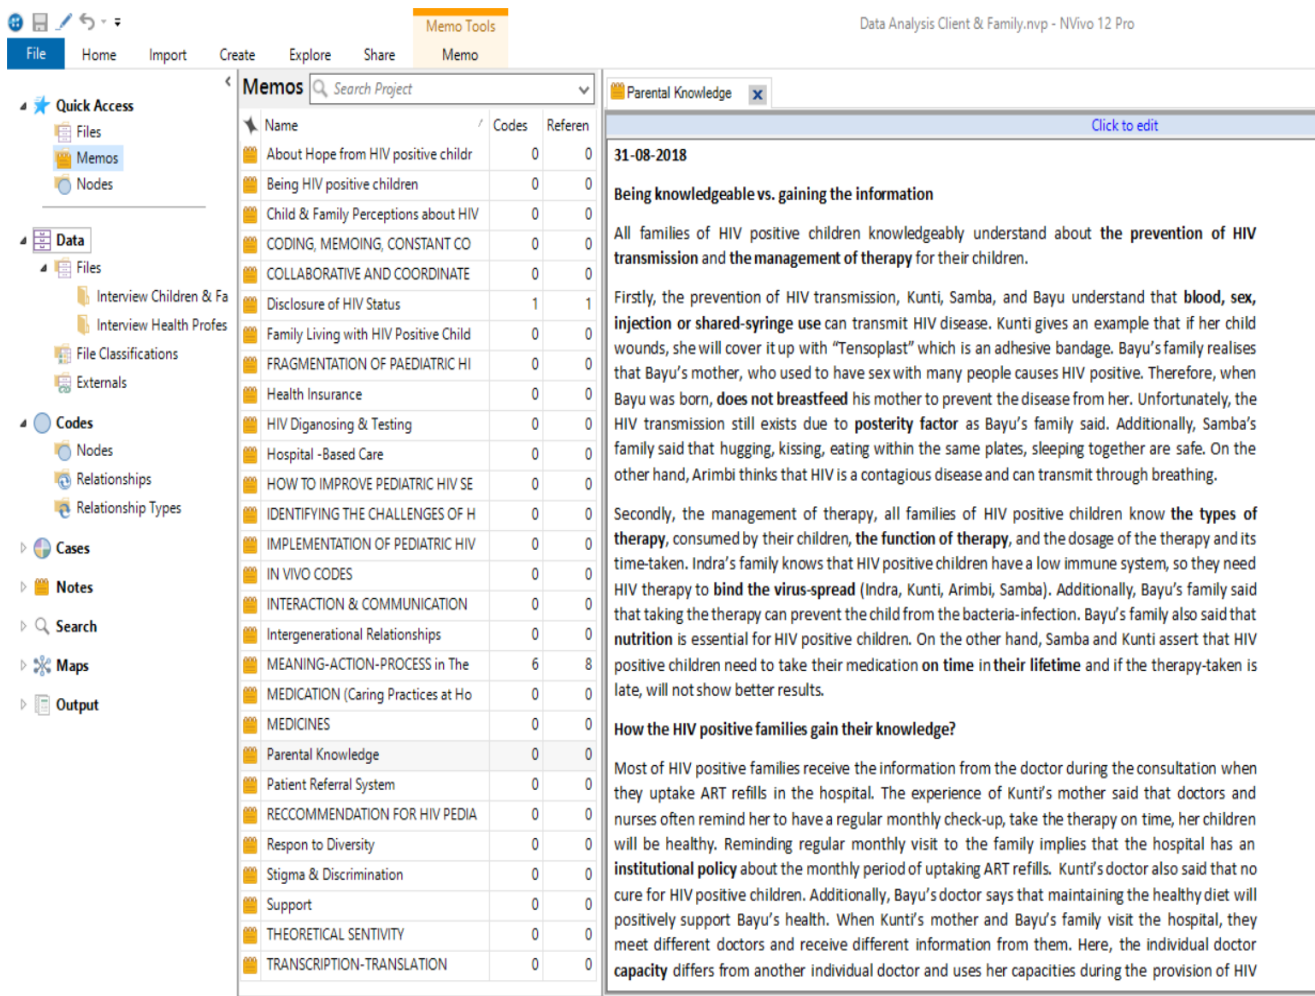 Memo Tools
Data Analysis Client & Family.nvp - NVivo 12 Pro
File Home Import Create Explore Share Memo
Quick Access
Files
Memos
Nodes
Data
Files
Interview Children & Fa
Interview Health Profes
File Classifications
Externals
Codes
Nodes
Relationships
Relationship Types
Cases
Notes
Search
Maps
Output
Memos Search Project
Name Codes Referen
About Hope from HIV positive childr 0 0
Being HIV positive children 0 0
Child & Family Perceptions about HIV 0 0
CODING, MEMOING, CONSTANT CO 0 0
COLLABORATIVE AND COORDINATE 0 0
Disclosure of HIV Status 1 1
Family Living with HIV Positive Child 0 0
FRAGMENTATION OF PAEDIATRIC HI 0 0
Health Insurance 0 0
HIV Diganosing & Testing 0 0
Hospital -Based Care 0 0
HOW TO IMPROVE PEDIATRIC HIV SE 0 0
IDENTIFYING THE CHALLENGES OF H 0 0
IMPLEMENTATION OF PEDIATRIC HIV 0 0
IN VIVO CODES 0 0
INTERACTION & COMMUNICATION 0 0
Intergenerational Relationships 0 0
MEANING-ACTION-PROCESS in The 6 8
MEDICATION (Caring Practices at Ho 0 0
MEDICINES 0 0
Parental Knowledge 0 0
Patient Referral System 0 0
RECCOMMENDATION FOR HIV PEDIA 0 0
Respon to Diversity 0 0
Stigma & Discrimination 0 0
Support 0 0
THEORETICAL SENTIVITY 0 0
TRANSCRIPTION-TRANSLATION 0 0
Parental Knowledge
Click to edit
31-08-2018
Being knowledgeable vs. gaining the information
All families of HIV positive children knowledgeably understand about the prevention of HIV
transmission and the management of therapy for their children.
Firstly, the prevention of HIV transmission, Kunti, Samba, and Bayu understand that blood, sex,
injection or shared-syringe use can transmit HIV disease. Kunti gives an example that if her child
wounds, she will cover it up with “Tensoplast” which is an adhesive bandage. Bayu’s family realises
that Bayu’s mother, who used to have sex with many people causes HIV positive. Therefore, when
Bayu was born, does not breastfeed his mother to prevent the disease from her. Unfortunately, the
HIV transmission still exists due to posterity factor as Bayu’s family said. Additionally, Samba’s
family said that hugging, kissing, eating within the same plates, sleeping together are safe. On the
other hand, Arimbi thinks that HIV is a contagious disease and can transmit through breathing.
Secondly, the management of therapy, all families of HIV positive children know the types of
therapy, consumed by their children, the function of therapy, and the dosage of the therapy and its
time-taken. Indra’s family knows that HIV positive children have a low immune system, so they need
HIV therapy to bind the virus-spread (Indra, Kunti, Arimbi, Samba). Additionally, Bayu’s family said
that taking the therapy can prevent the child from the bacteria-infection. Bayu’s family also said that
nutrition is essential for HIV positive children. On the other hand, Samba and Kunti assert that HIV
positive children need to take their medication on time in their lifetime and if the therapy-taken is
late, will not show better results.
How the HIV positive families gain their knowledge?
Most of HIV positive families receive the information from the doctor during the consultation when
they uptake ART refills in the hospital. The experience of Kunti’s mother said that doctors and
nurses often remind her to have a regular monthly check-up, take the therapy on time, her children
will be healthy. Reminding regular monthly visit to the family implies that the hospital has an
institutional policy about the monthly period of uptaking ART refills. Kunti’s doctor also said that no
cure for HIV positive children. Additionally, Bayu’s doctor says that maintaining the healthy diet will
positively support Bayu’s health. When Kunti’s mother and Bayu’s family visit the hospital, they
meet different doctors and receive different information from them. Here, the individual doctor
capacity differs from another individual doctor and uses her capacities during the provision of HIV